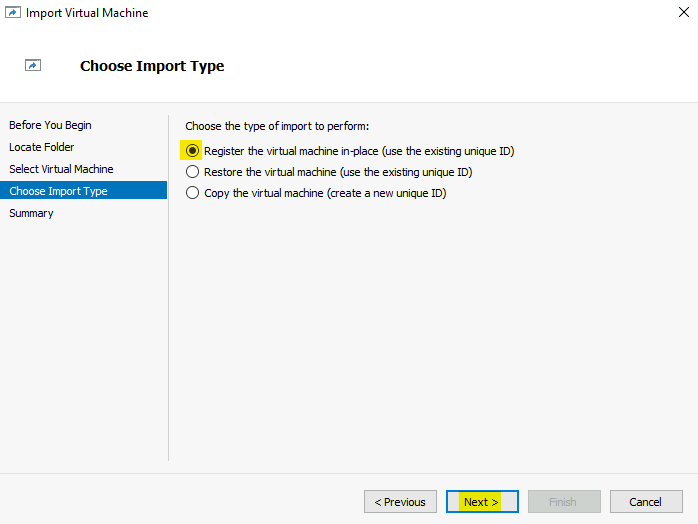 Import Virtual Machine
Choose Import Type
Before You Begin
Locate Folder
Select Virtual Machine
Choose Import Type
Summary
Choose the type of import to perform:
Register the virtual machine in-place (use the existing unique ID)
Restore the virtual machine (use the existing unique ID)
Copy the virtual machine (create a new unique ID)
< Previous
Next >
Finish
Cancel